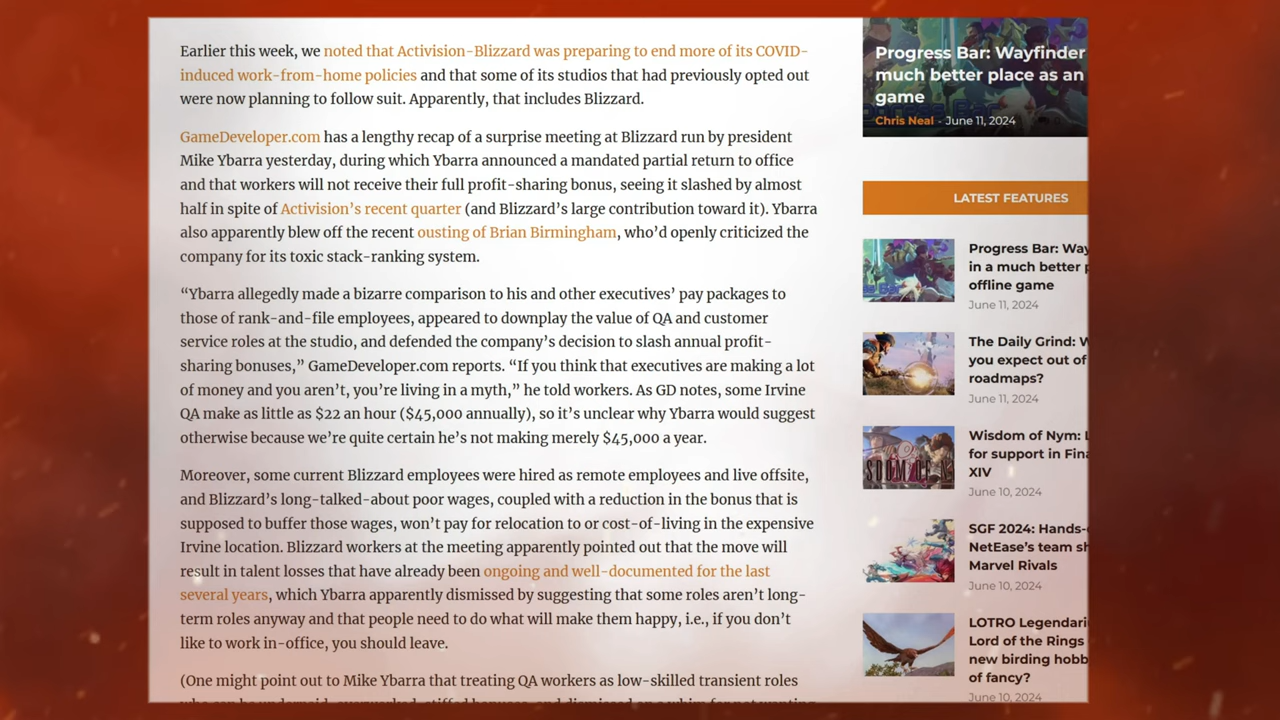 Earlier this week, we noted that Activision-Blizzard was preparing to end more of its COVID-
induced work-from-home policies and that some of its studios that had previously opted out
were now planning to follow suit. Apparently, that includes Blizzard.
GameDeveloper.com has a lengthy recap of a surprise meeting at Blizzard run by president
Mike Ybarra yesterday, during which Ybarra announced a mandated partial return to office
and that workers will not receive their full profit-sharing bonus, seeing it slashed by almost
half in spite of Activision's recent quarter (and Blizzard's large contribution toward it). Ybarra
also apparently blew off the recent ousting of Brian Birmingham, who'd openly criticized the
company for its toxic stack-ranking system.
“Ybarra allegedly made a bizarre comparison to his and other executives' pay packages to
those of rank-and-file employees, appeared to downplay the value of QA and customer
service roles at the studio, and defended the company's decision to slash annual profit-
sharing bonuses,” GameDeveloper.com reports. “If you think that executives are making a lot
of money and you aren't, you're living in a myth,” he told workers. As GD notes, some Irvine
QA make as little as $22 an hour ($45,000 annually), so it's unclear why Ybarra would suggest
otherwise because we're quite certain he's not making merely $45,000 a year.
Moreover, some current Blizzard employees were hired as remote employees and live offsite,
and Blizzard's long-talked-about poor wages, coupled with a reduction in the bonus that is
supposed to buffer those wages, won't pay for relocation to or cost-of-living in the expensive
Irvine location. Blizzard workers at the meeting apparently pointed out that the move will
result in talent losses that have already been ongoing and well-documented for the last
several years, which Ybarra apparently dismissed by suggesting that some roles aren't long-
term roles anyway and that people need to do what will make them happy, i.e., if you don't
like to work in-office, you should leave.
(One might point out to Mike Ybarra that treating QA workers as low-skilled transient roles
Progress Bar: Wayfinder
much better place as an
game
Chris Neal - June 11, 2024
LATEST FEATURES
Progress Bar: Way
in a much better p
offline game
June 11, 2024
The Daily Grind: W
you expect out of
roadmaps?
June 11, 2024
Wisdom of Nym: L
for support in Fina
XIV
June 10, 2024
SGF 2024: Hands-
NetEase's team sh
Marvel Rivals
June 10, 2024
LOTRO Legendari
Lord of the Rings
new birding hobb
of fancy?
June 10, 2024